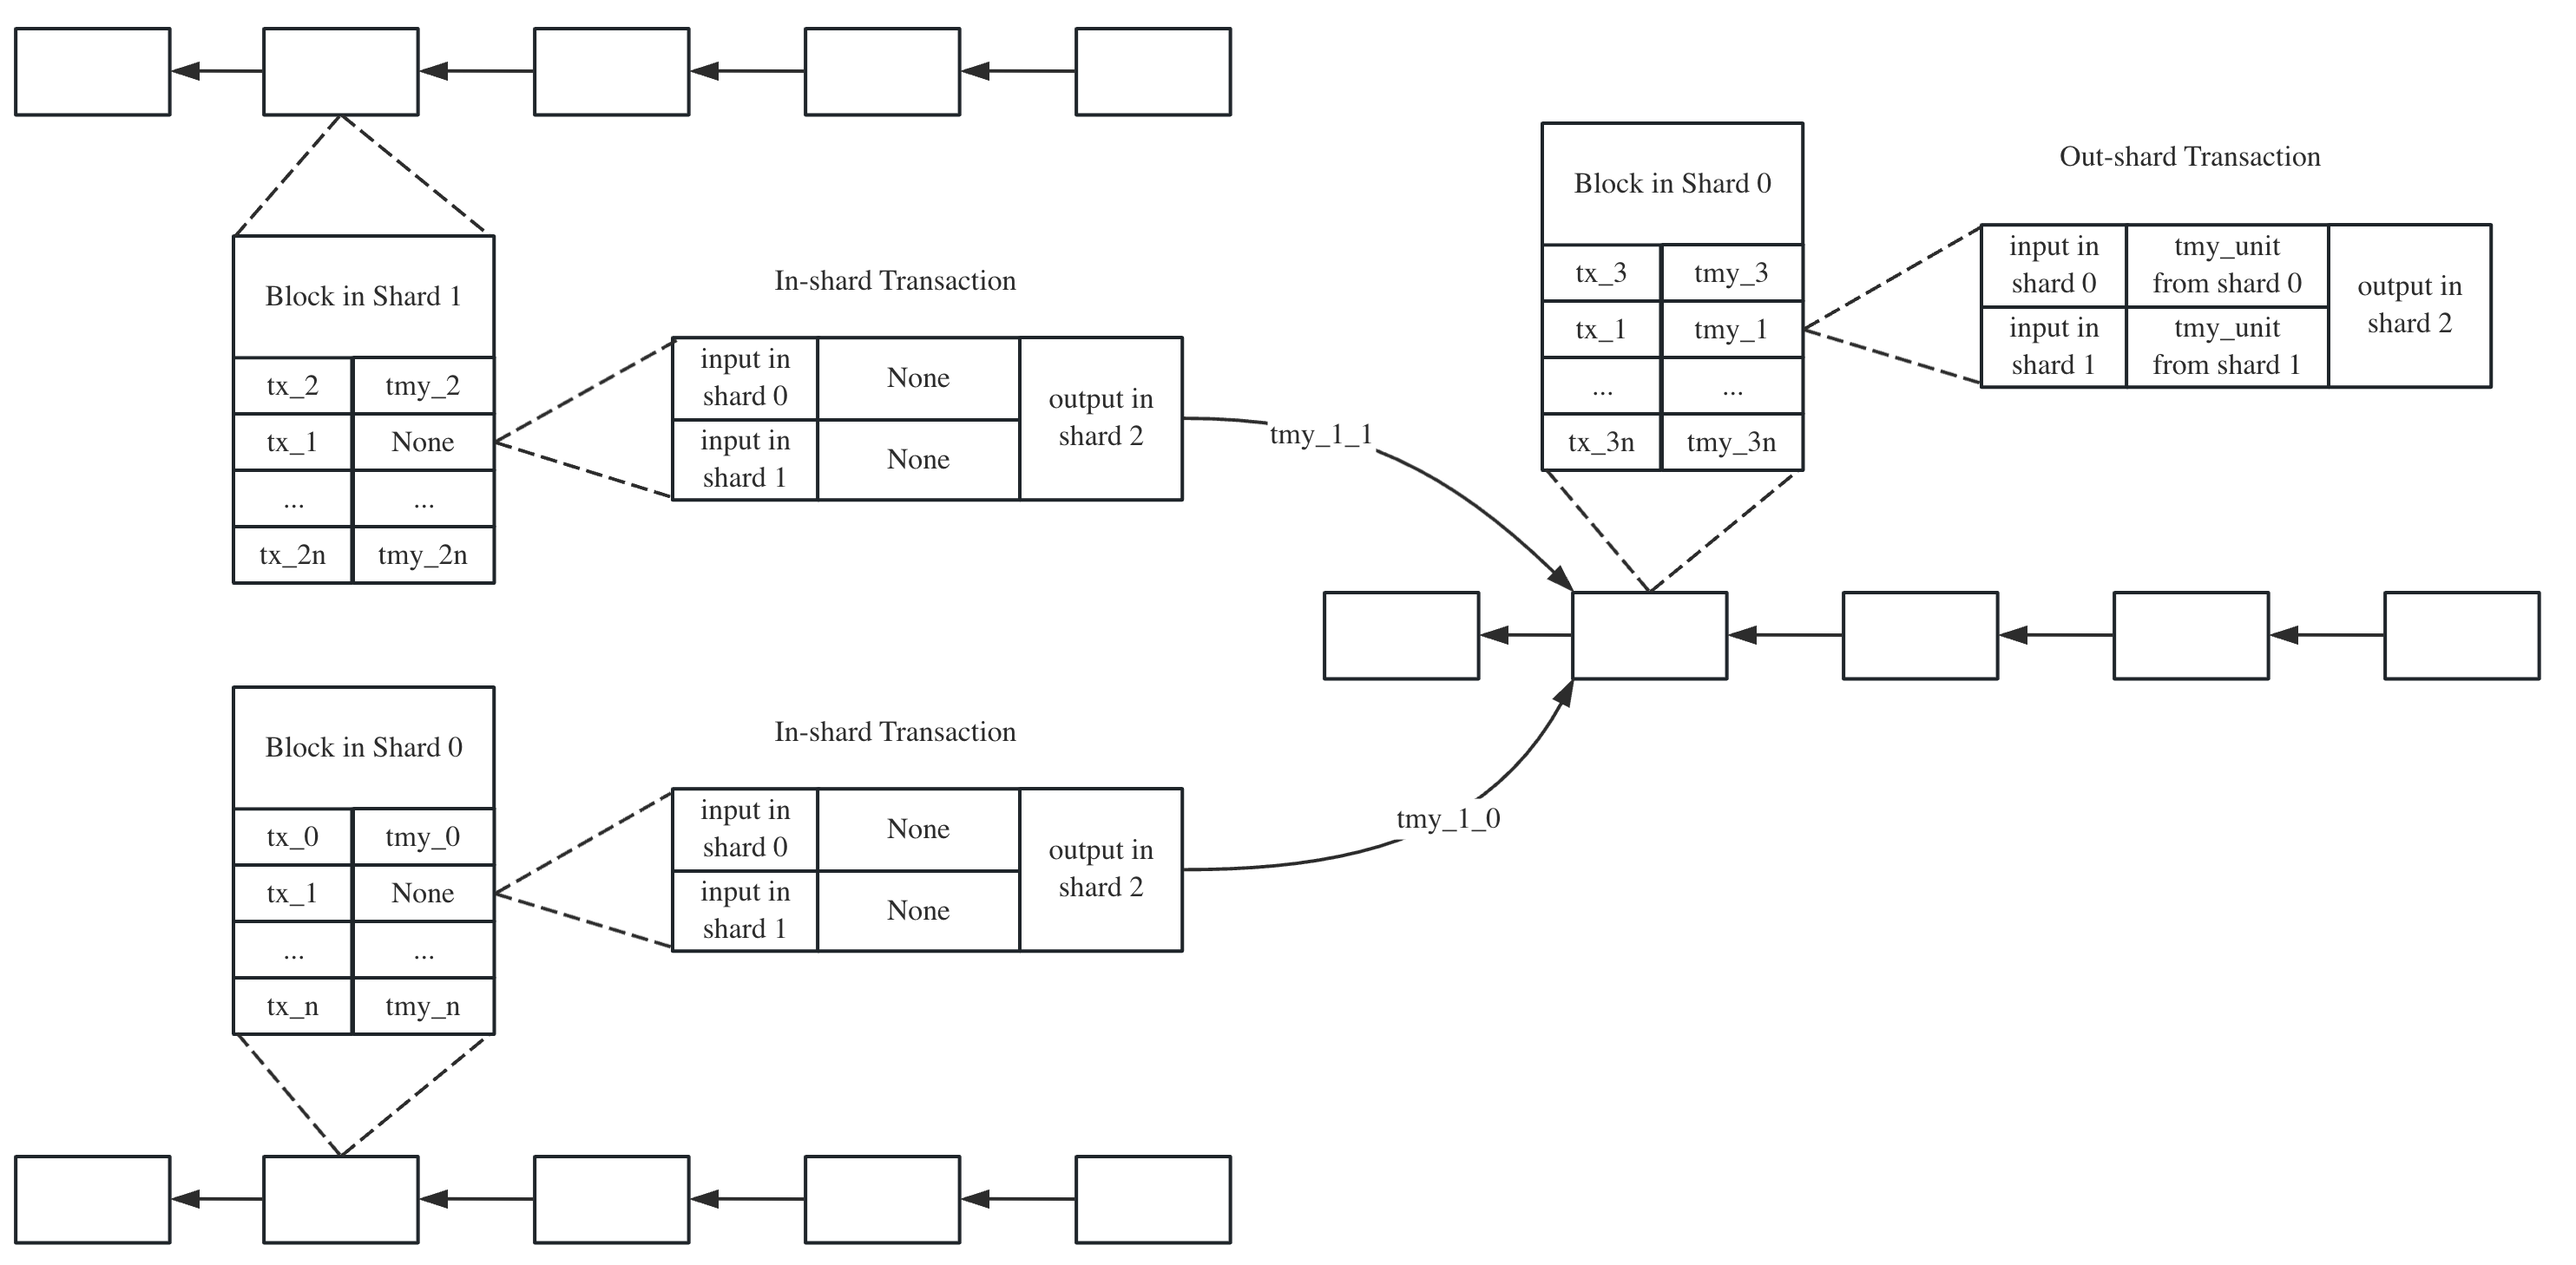 Block in Shard 1
tx_2
tmy_2
tx_1
None
...
...
tx_2n
tmy_2n
In-shard Transaction
input in
shard 0
None
input in
shard 1
None
output in
shard 2
tmy_1_1
Block in Shard 0
tx_3
tmy_3
tx_1
tmy_1
...
...
tx_3n
tmy_3n
Out-shard Transaction
input in
shard 0
tmy_unit
from shard 0
input in
shard 1
tmy_unit
from shard 1
output in
shard 2
Block in Shard 0
tx_0
tmy_0
tx_1
None
...
...
tx_n
tmy_n
In-shard Transaction
input in
shard 0
None
input in
shard 1
None
output in
shard 2
tmy_1_0